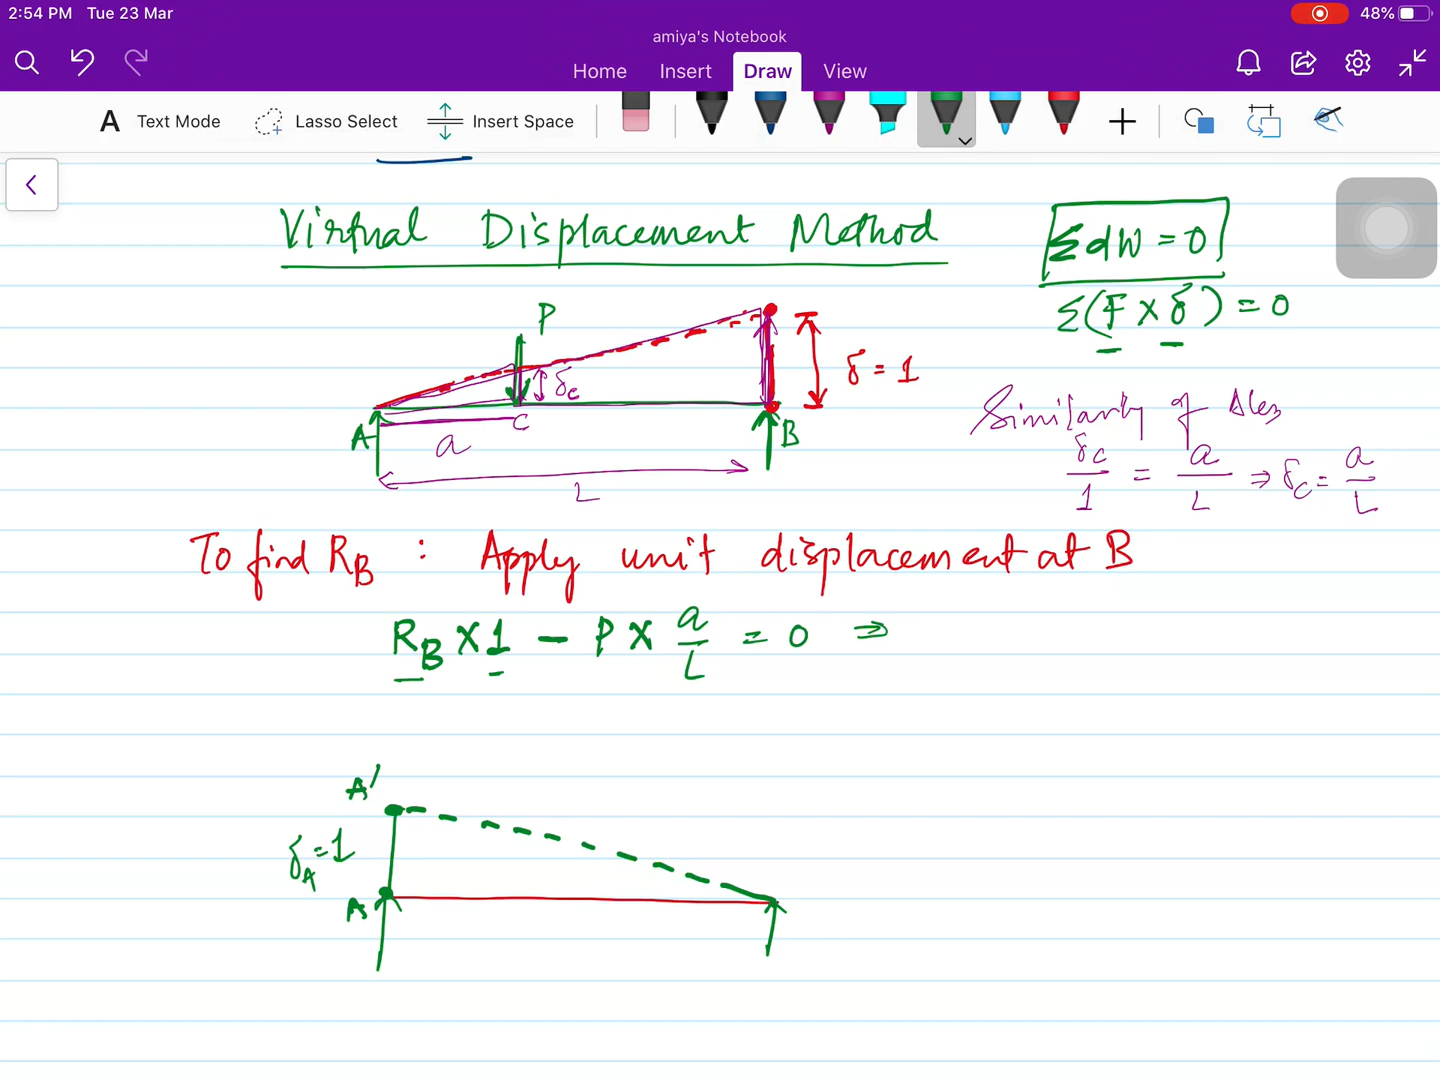 2:54 PM Tue 23 Mar
48%
amiya's Notebook
Home Insert Draw View
A Text Mode Lasso Select Insert Space
Virtual Displacement Method
ΣdW = 0
Σ(F × δ) = 0
P
δc
δ = 1
A
C
B
a
L
Similarity of Δles
δc/1 = a/L ⇒ δc = a/L
To find RB : Apply unit displacement at B
RB × 1 – P × a/L = 0 ⇒
A'
δA = 1
A